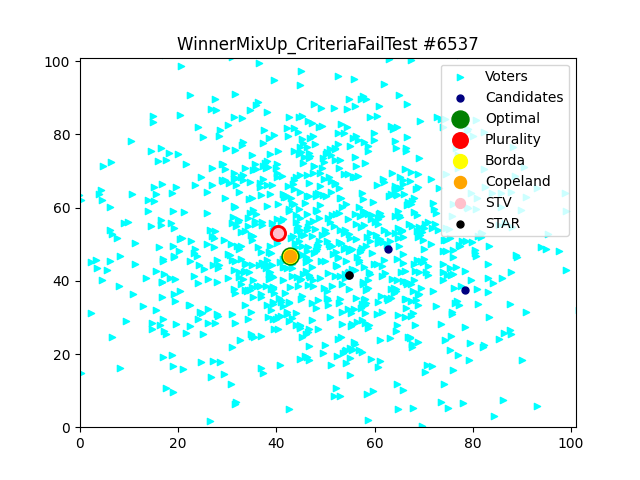 WinnerMixUp_CriteriaFailTest #6537
100
80
60
40
20
0
0
20
40
60
80
100
Voters
Candidates
Optimal
Plurality
Borda
Copeland
STV
STAR